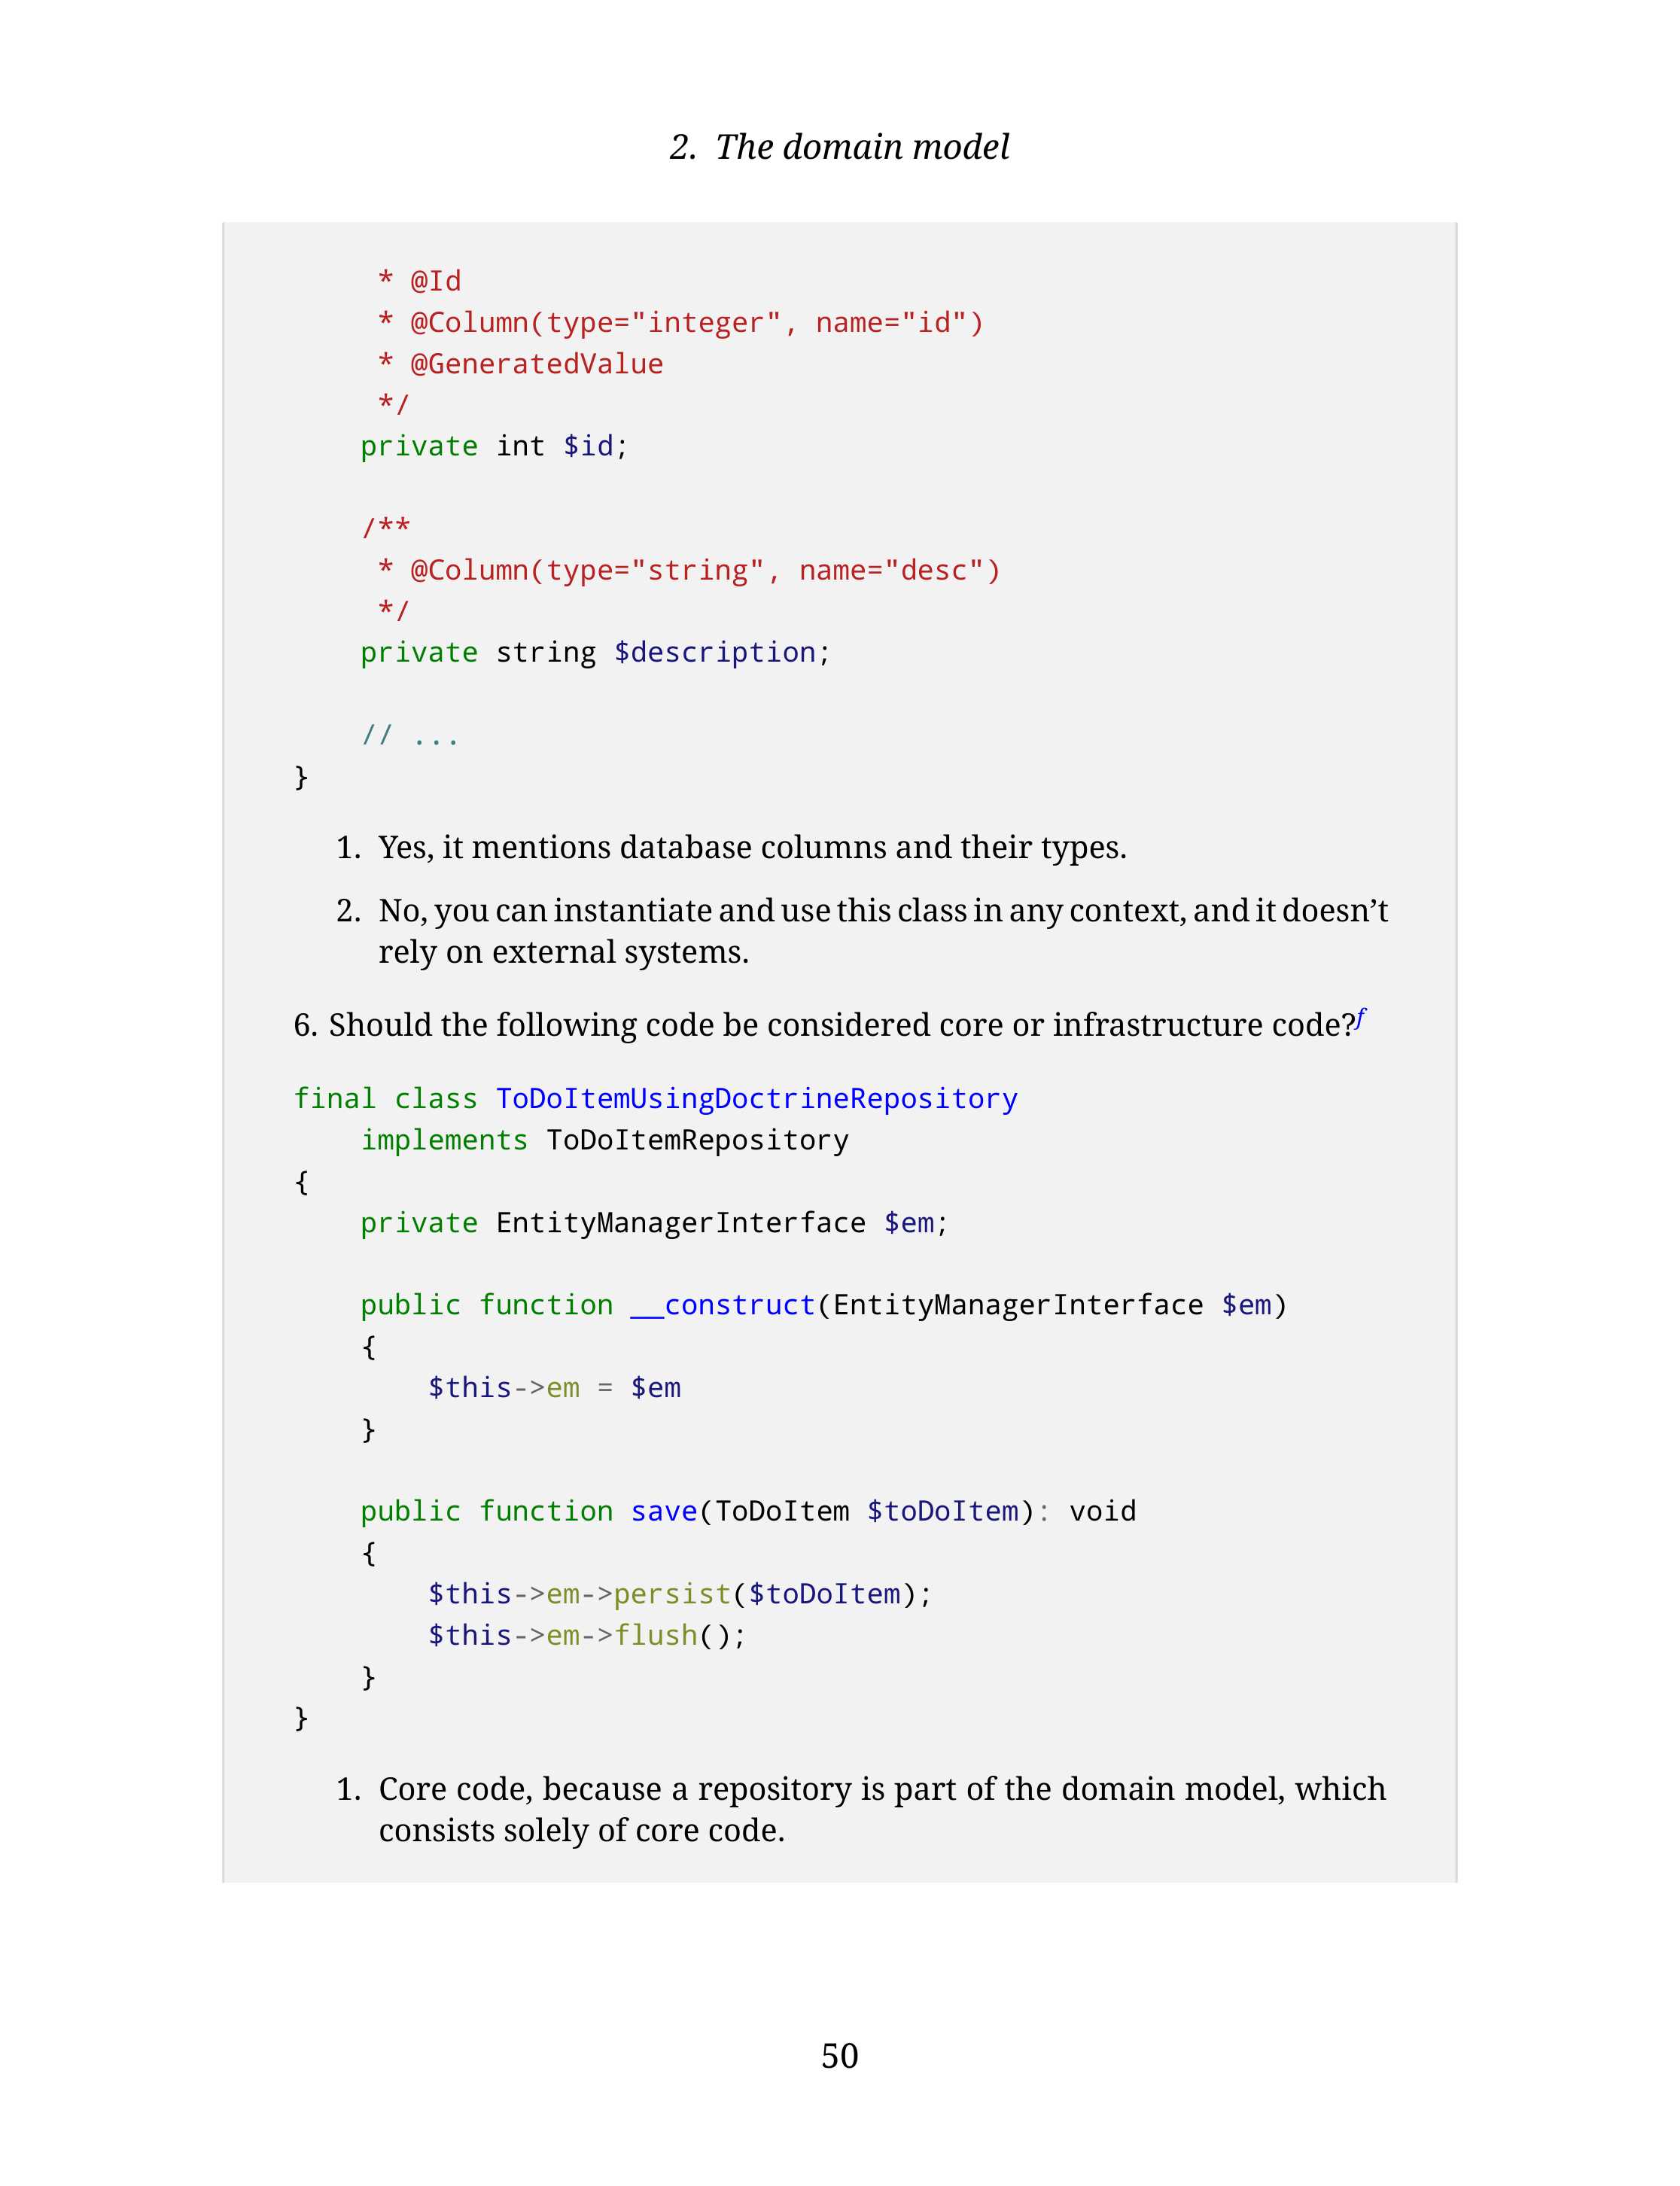 2. The domain model
     * @Id
     * @Column(type="integer", name="id")
     * @GeneratedValue
     */
    private int $id;

    /**
     * @Column(type="string", name="desc")
     */
    private string $description;

    // ...
}
1. Yes, it mentions database columns and their types.
2. No, you can instantiate and use this class in any context, and it doesn’t
rely on external systems.
6. Should the following code be considered core or infrastructure code?f
final class ToDoItemUsingDoctrineRepository
    implements ToDoItemRepository
{
    private EntityManagerInterface $em;

    public function __construct(EntityManagerInterface $em)
    {
        $this->em = $em
    }

    public function save(ToDoItem $toDoItem): void
    {
        $this->em->persist($toDoItem);
        $this->em->flush();
    }
}
1. Core code, because a repository is part of the domain model, which
consists solely of core code.
50